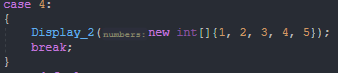 case 4:
{
Display_2(numbers: new int[]{1, 2, 3, 4, 5});
break;
}